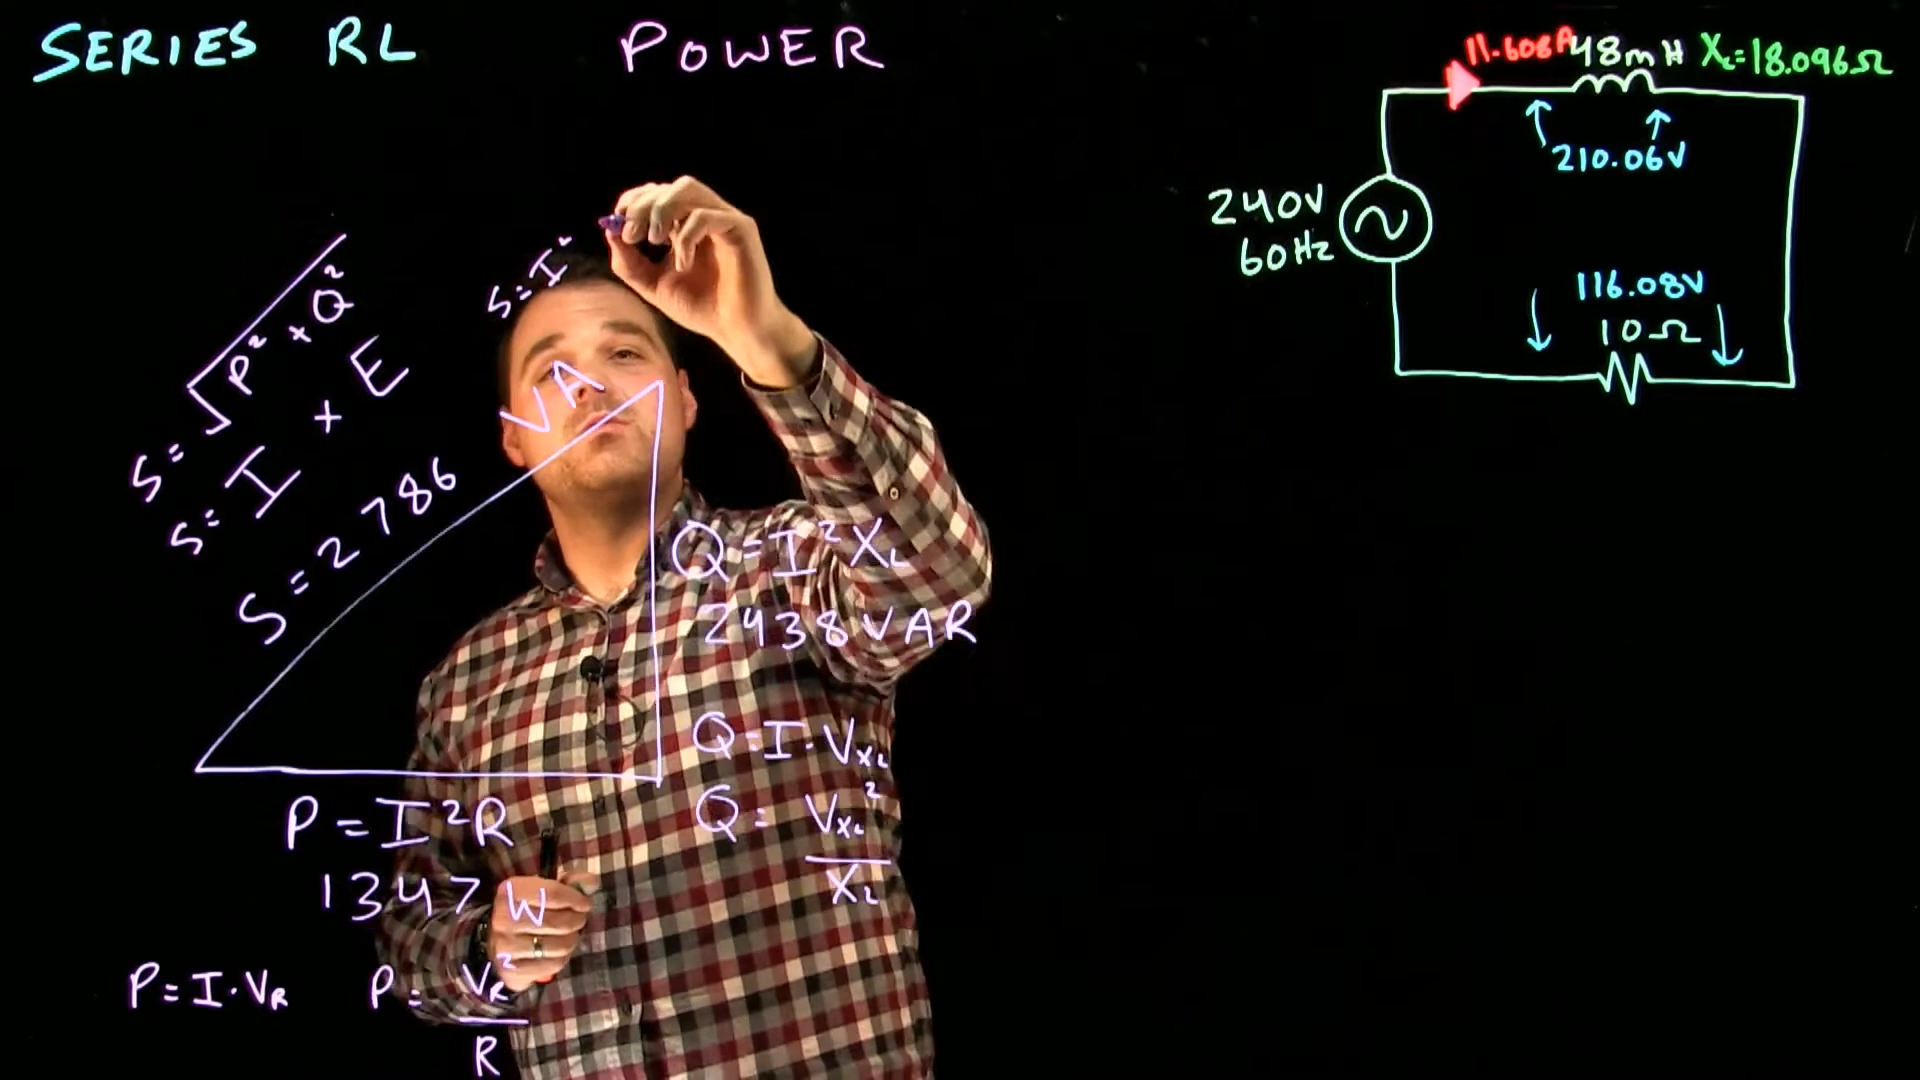 SERIES RL
POWER
11.608A
48mH
XL=18.096Ω
210.06V
240V
60Hz
116.08V
10Ω
S=√P²+Q²
S=I+E
S=I²
S=2786 VA
Q=I²XL
2438VAR
Q=I·VXL
Q=VXL²
XL
P=I²R
1347W
P=I·VR
P=VR²
R